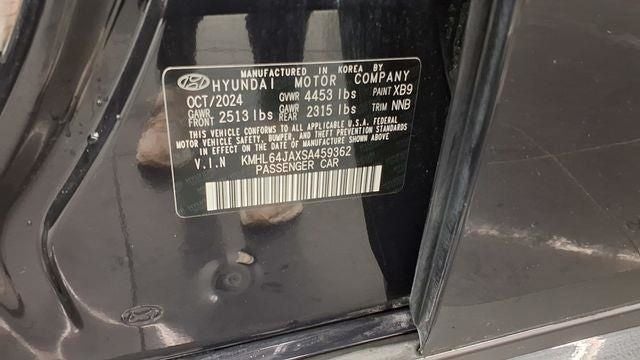 MANUFACTURED IN KOREA BY
HYUNDAI MOTOR COMPANY
OCT/2024 GVWR 4453 lbs PAINT XB9
GAWR FRONT 2513 lbs GAWR REAR 2315 lbs TRIM NNB
THIS VEHICLE CONFORMS TO ALL APPLICABLE U.S.A. FEDERAL
MOTOR VEHICLE SAFETY, BUMPER, AND THEFT PREVENTION STANDARDS
IN EFFECT ON THE DATE OF MANUFACTURE SHOWN ABOVE.
V.I.N KMHL64JAXSA459362
PASSENGER CAR